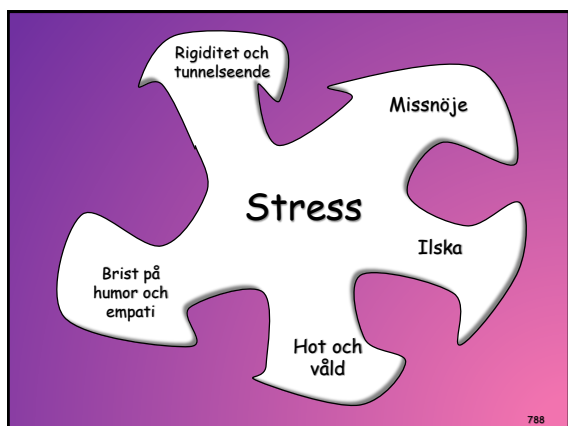 Rigiditet och
tunnelseende
Missnöje
Stress
Ilska
Brist på
humor och
empati
Hot och
våld
788